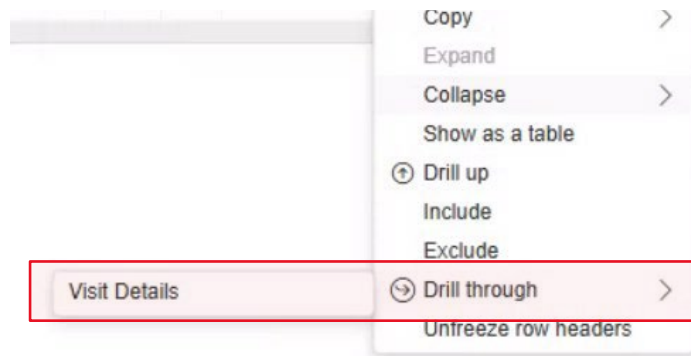 Copy
Expand
Collapse
Show as a table
Drill up
Include
Exclude
Visit Details
Drill through
Unfreeze row headers